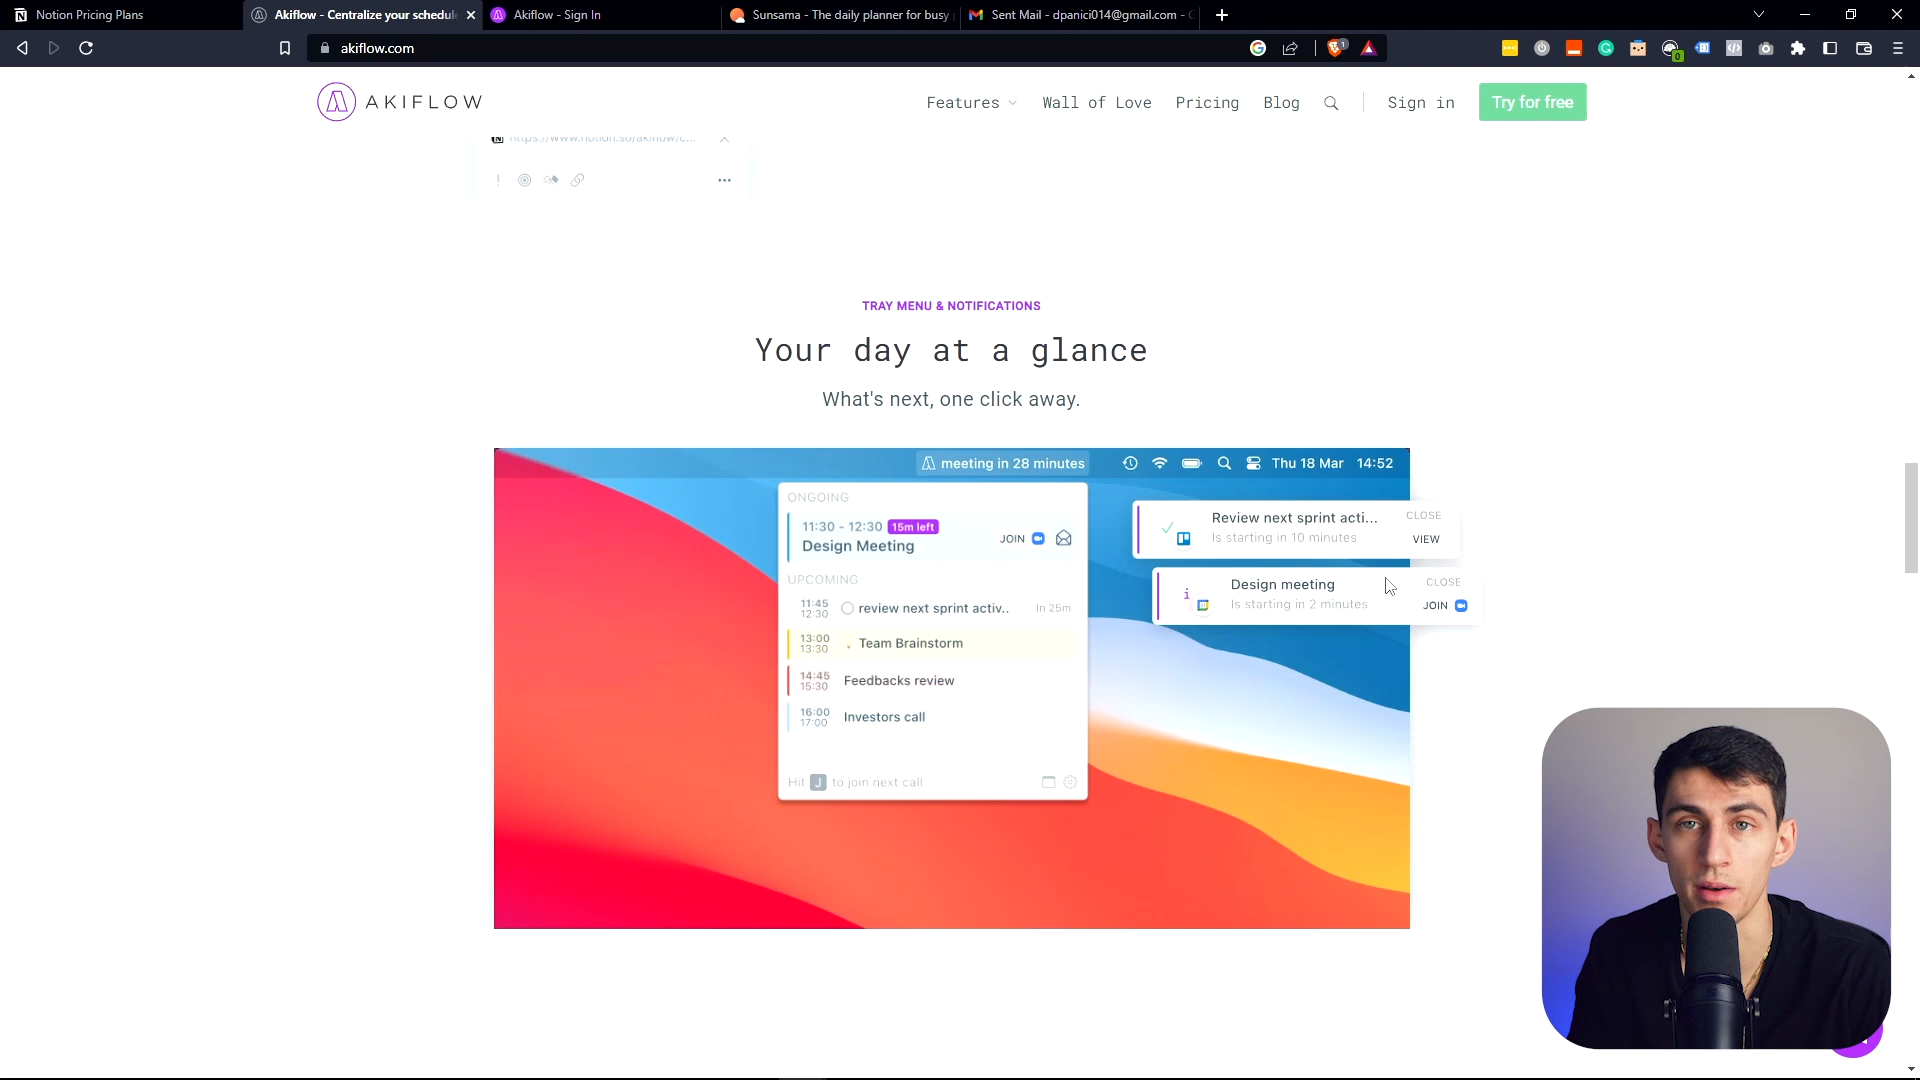 Notion Pricing Plans
Akiflow - Centralize your schedul
Akiflow - Sign In
Sunsama - The daily planner for busy
Sent Mail - dpanici014@gmail.com -
akiflow.com
AKIFLOW
Features
Wall of Love
Pricing
Blog
Sign in
Try for free
https://www.notion.so/akiflow/c...
TRAY MENU & NOTIFICATIONS
Your day at a glance
What's next, one click away.
meeting in 28 minutes
Thu 18 Mar 14:52
ONGOING
11:30 - 12:30 15m left
Design Meeting
JOIN
UPCOMING
11:45
12:30
review next sprint activ..
In 25m
13:00
13:30
Team Brainstorm
14:45
15:30
Feedbacks review
16:00
17:00
Investors call
Hit J to join next call
Review next sprint acti...
Is starting in 10 minutes
CLOSE
VIEW
Design meeting
Is starting in 2 minutes
CLOSE
JOIN